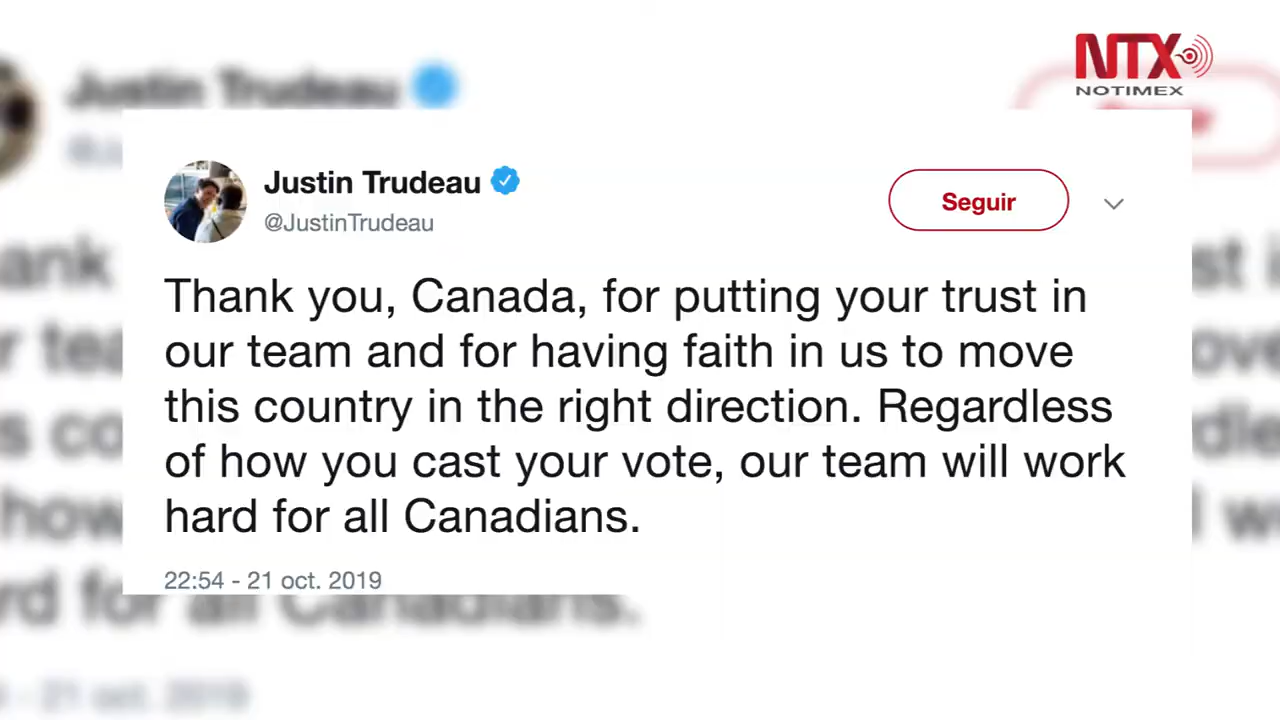 NTX
NOTIMEX
Justin Trudeau
@JustinTrudeau
Seguir
Thank you, Canada, for putting your trust in
our team and for having faith in us to move
this country in the right direction. Regardless
of how you cast your vote, our team will work
hard for all Canadians.
22:54 - 21 oct. 2019